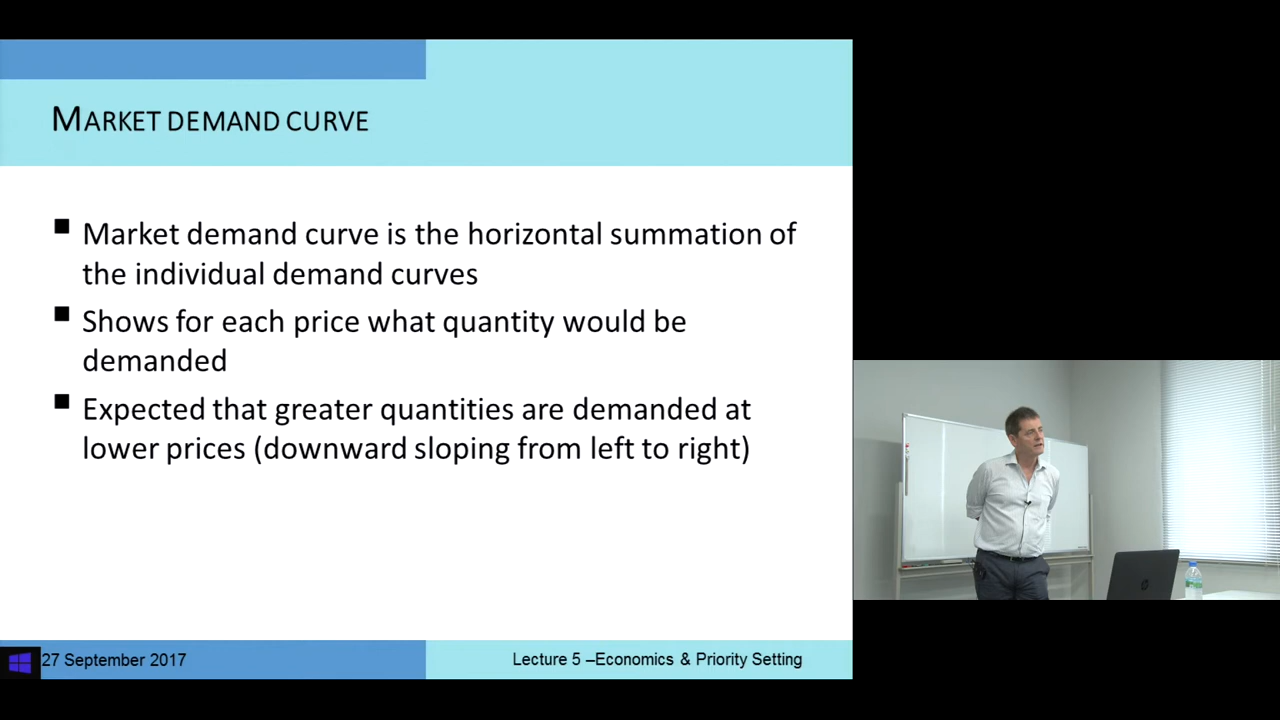 MARKET DEMAND CURVE
▪ Market demand curve is the horizontal summation of
the individual demand curves
▪ Shows for each price what quantity would be
demanded
▪ Expected that greater quantities are demanded at
lower prices (downward sloping from left to right)
27 September 2017
Lecture 5 –Economics & Priority Setting